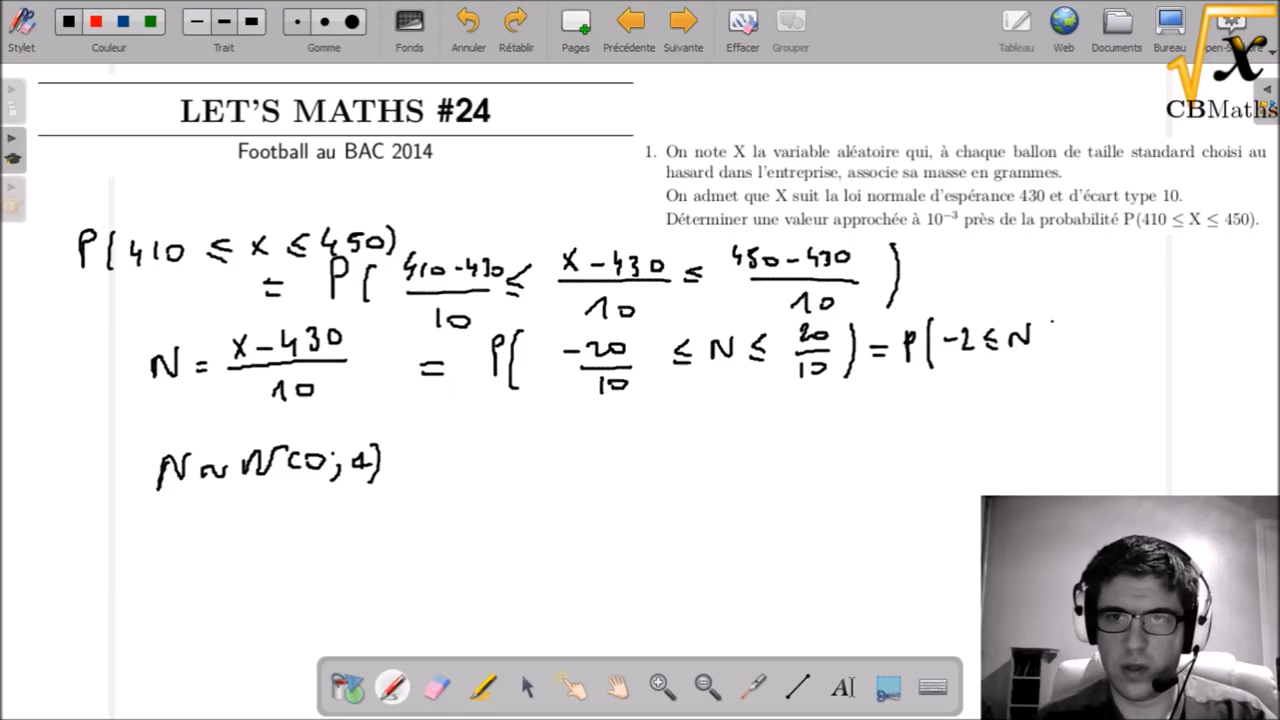 Stylet
Couleur
Trait
Gomme
Fonds
Annuler
Rétablir
Pages
Précédente
Suivante
Effacer
Grouper
Tableau
Web
Documents
Bureau
CBMaths
LET'S MATHS #24
Football au BAC 2014
1. On note X la variable aléatoire qui, à chaque ballon de taille standard choisi au
hasard dans l'entreprise, associe sa masse en grammes.
On admet que X suit la loi normale d'espérance 430 et d'écart type 10.
Déterminer une valeur approchée à 10⁻³ près de la probabilité P(410 ≤ X ≤ 450).
P(410 ≤ X ≤ 450)
= P( (410-430)/10 ≤ (X-430)/10 ≤ (450-430)/10 )
N = (X-430)/10 = P( -20/10 ≤ N ≤ 20/10 ) = P( -2 ≤ N
N ~ N(0;1)
AI